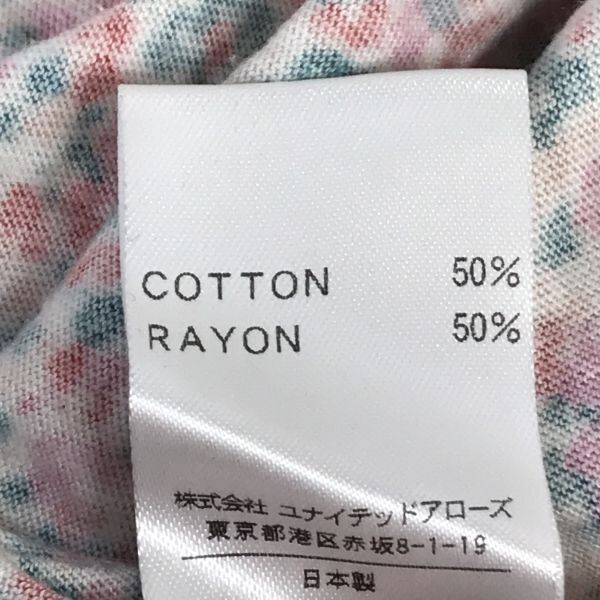 COTTON 50%
RAYON 50%
株式会社 ユナイテッドアローズ
東京都港区赤坂8-1-19
日本製